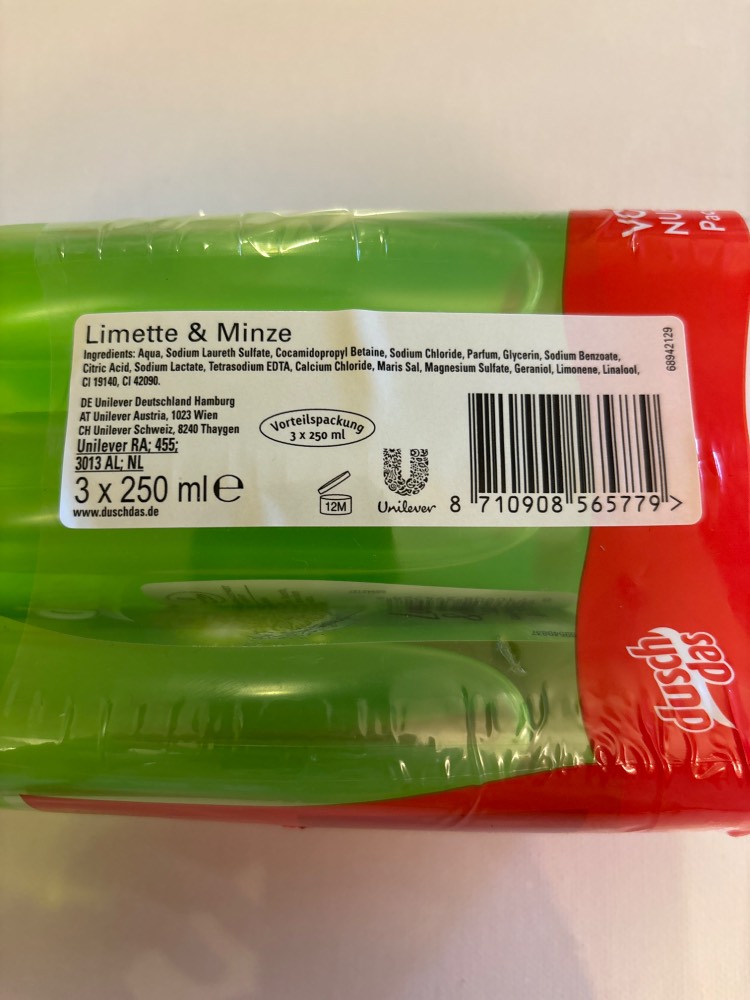 Limette & Minze
Ingredients: Aqua, Sodium Laureth Sulfate, Cocamidopropyl Betaine, Sodium Chloride, Parfum, Glycerin, Sodium Benzoate,
Citric Acid, Sodium Lactate, Tetrasodium EDTA, Calcium Chloride, Maris Sal, Magnesium Sulfate, Geraniol, Limonene, Linalool,
CI 19140, CI 42090.
DE Unilever Deutschland Hamburg
AT Unilever Austria, 1023 Wien
CH Unilever Schweiz, 8240 Thaygen
Unilever RA; 455;
3013 AL; NL
3 x 250 ml e
www.duschdas.de
Vorteilspackung
3 x 250 ml
12M
Unilever
8 710908 565779 >
68942129
dusch
das